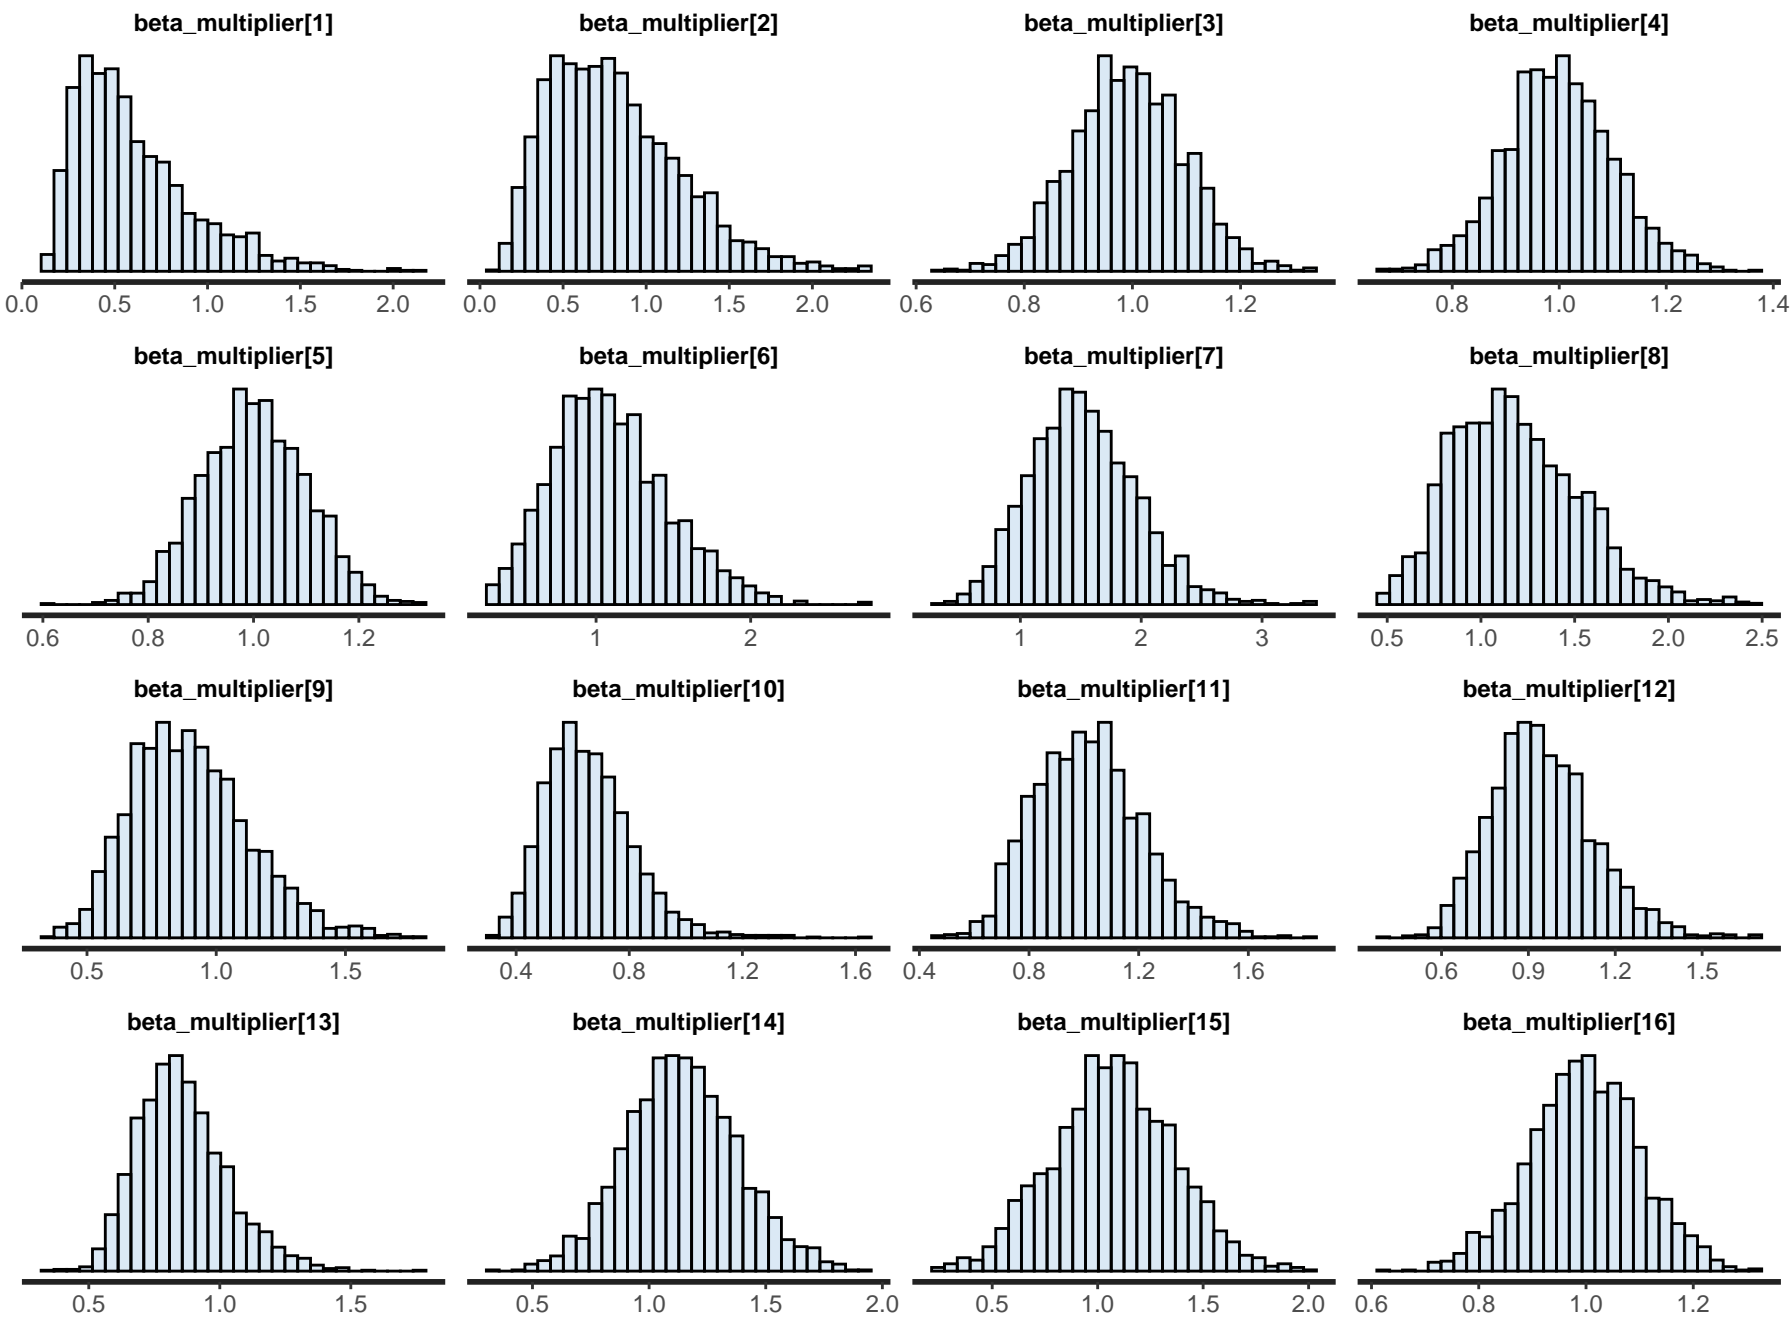 beta_multiplier[1] beta_multiplier[2] beta_multiplier[3] beta_multiplier[4]
0.0 0.5 1.0 1.5 2.0 0.0 0.5 1.0 1.5 2.0 0.6 0.8 1.0 1.2 0.8 1.0 1.2 1.4
beta_multiplier[5] beta_multiplier[6] beta_multiplier[7] beta_multiplier[8]
0.6 0.8 1.0 1.2 1 2 1 2 3 0.5 1.0 1.5 2.0 2.5
beta_multiplier[9] beta_multiplier[10] beta_multiplier[11] beta_multiplier[12]
0.5 1.0 1.5 0.4 0.8 1.2 1.6 0.4 0.8 1.2 1.6 0.6 0.9 1.2 1.5
beta_multiplier[13] beta_multiplier[14] beta_multiplier[15] beta_multiplier[16]
0.5 1.0 1.5 0.5 1.0 1.5 2.0 0.5 1.0 1.5 2.0 0.6 0.8 1.0 1.2